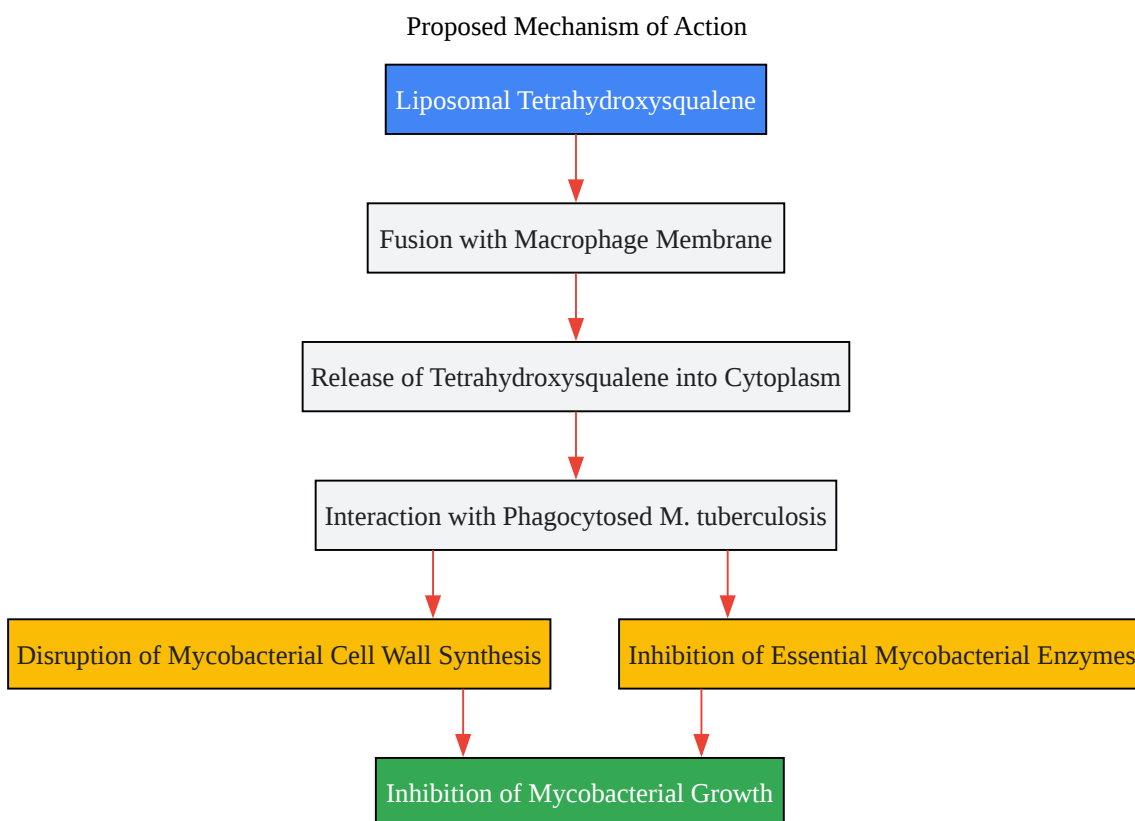 Proposed Mechanism of Action
Liposomal Tetrahydroxysqualene
Fusion with Macrophage Membrane
Release of Tetrahydroxysqualene into Cytoplasm
Interaction with Phagocytosed M. tuberculosis
Disruption of Mycobacterial Cell Wall Synthesis
Inhibition of Essential Mycobacterial Enzymes
Inhibition of Mycobacterial Growth